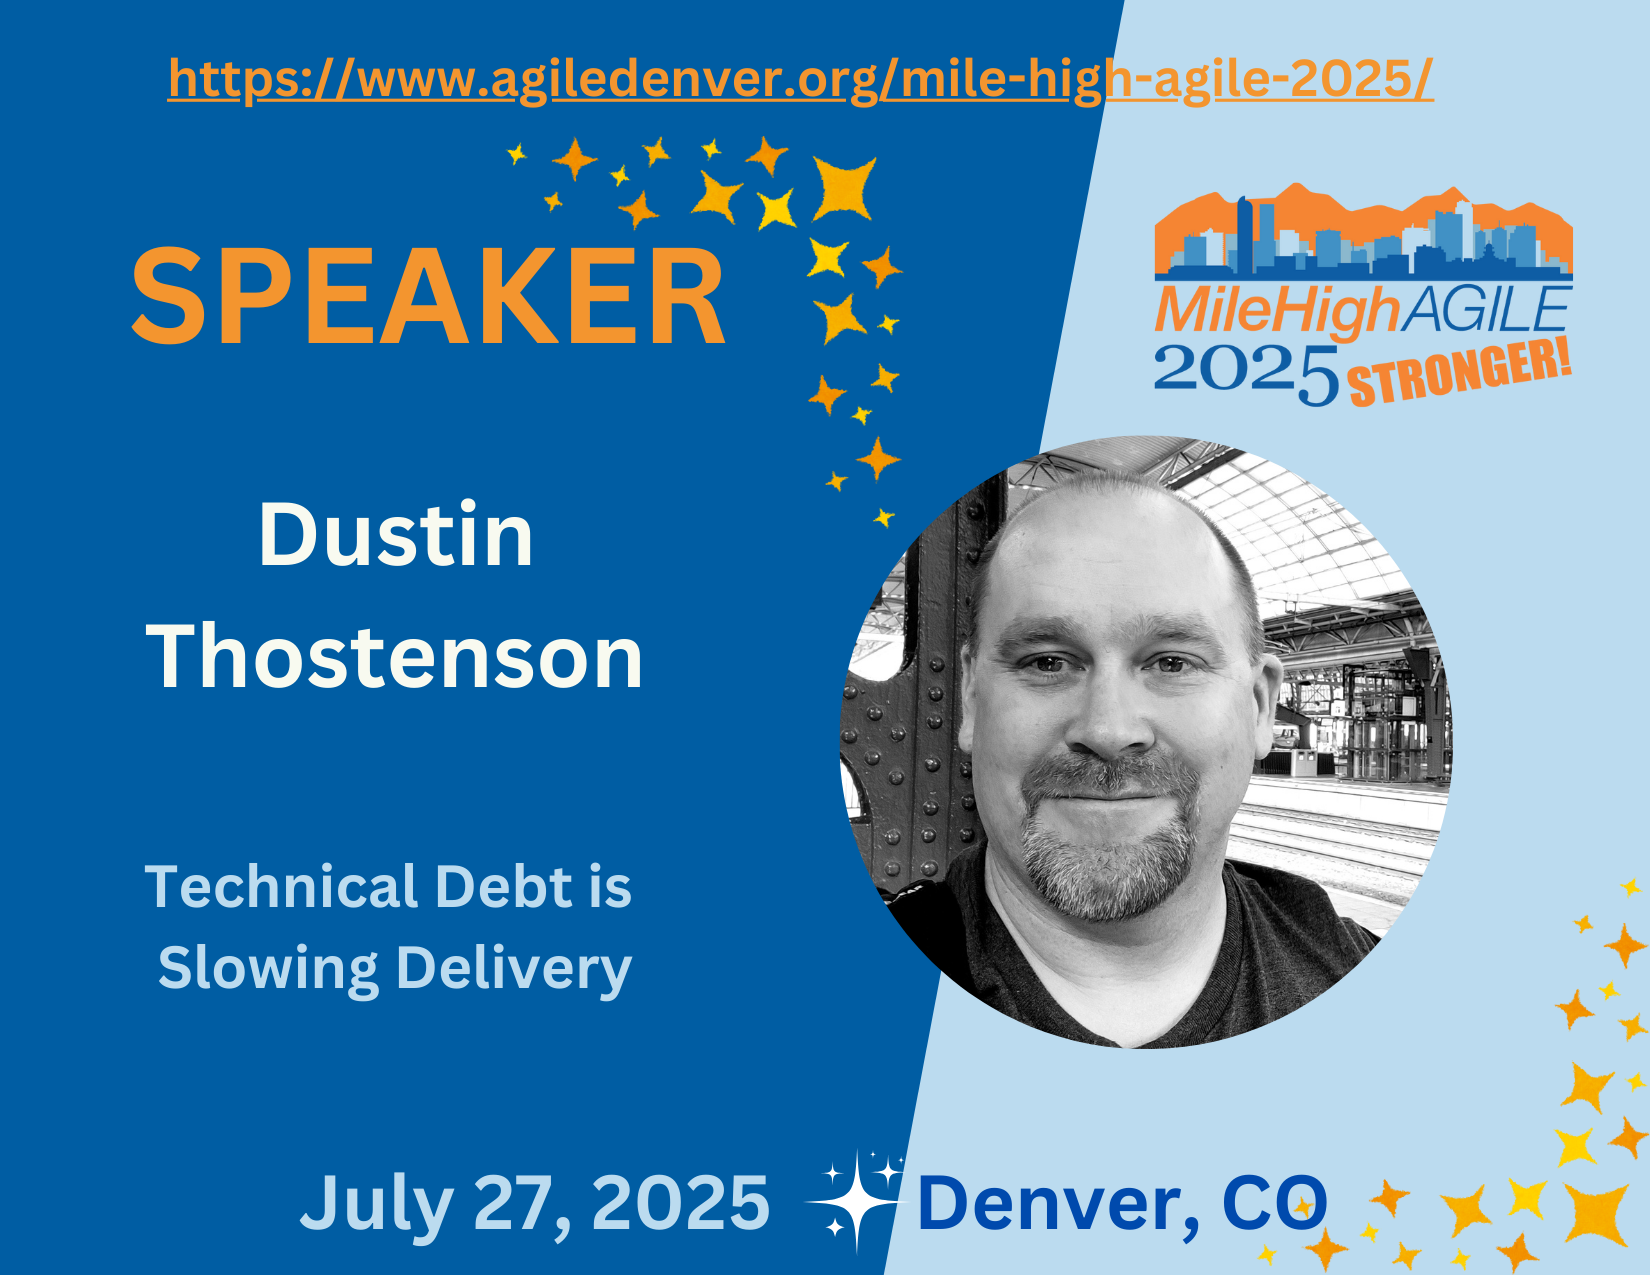 https://www.agiledenver.org/mile-high-agile-2025/
SPEAKER
MileHighAGILE
2025 STRONGER!
Dustin
Thostenson
Technical Debt is
Slowing Delivery
July 27, 2025
Denver, CO